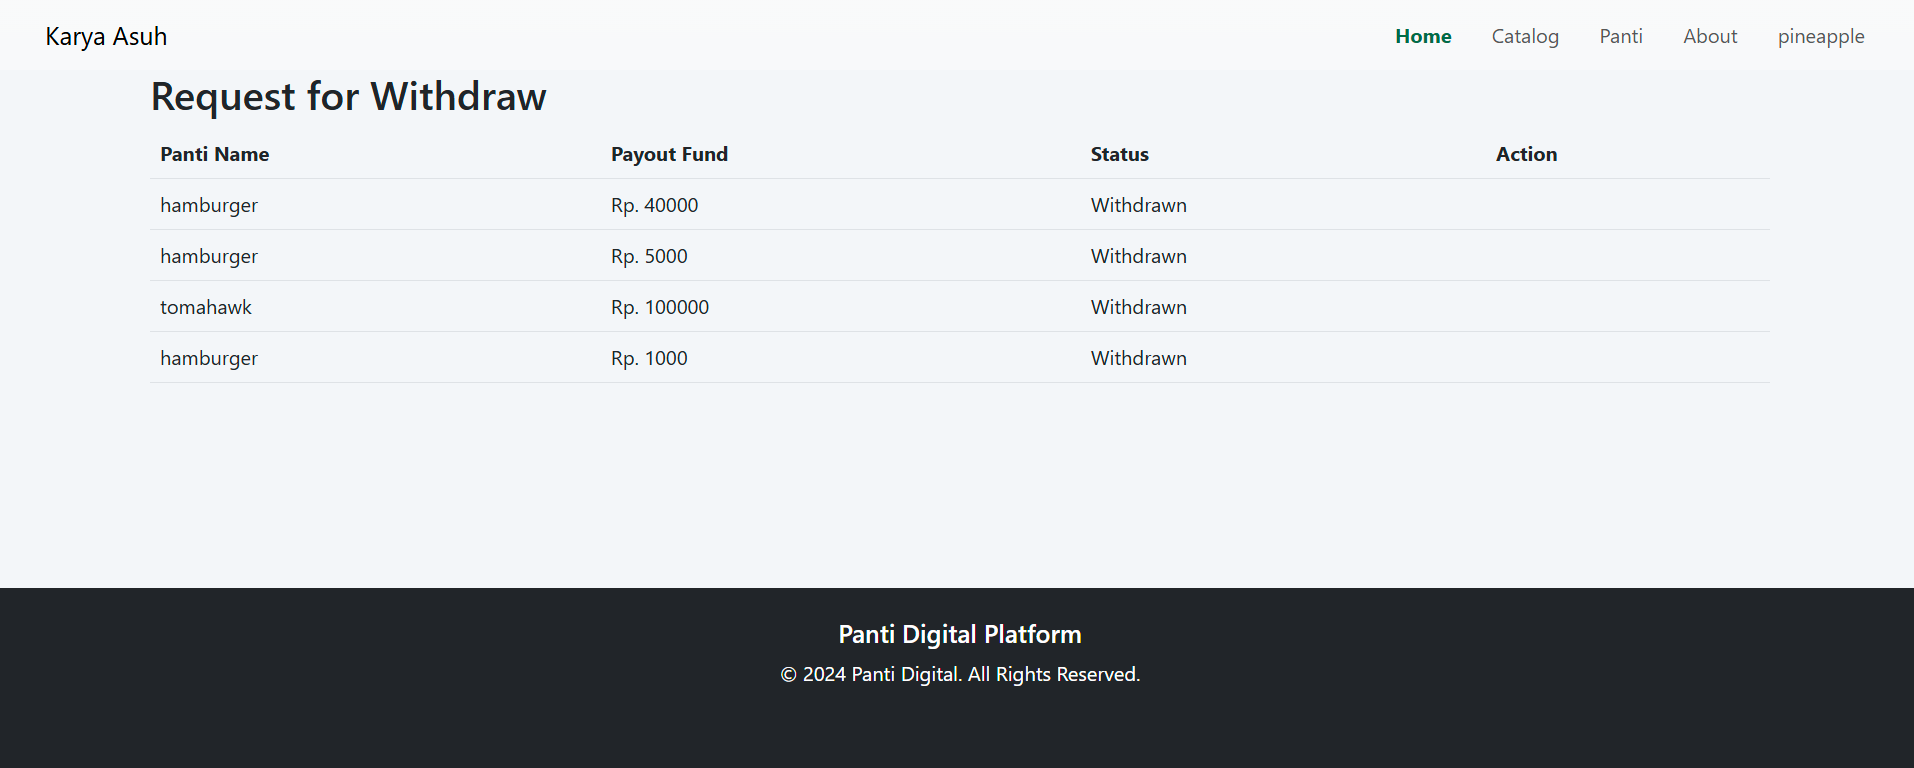 Karya Asuh Home Catalog Panti About pineapple
Request for Withdraw
Panti Name Payout Fund Status Action
hamburger Rp. 40000 Withdrawn
hamburger Rp. 5000 Withdrawn
tomahawk Rp. 100000 Withdrawn
hamburger Rp. 1000 Withdrawn
Panti Digital Platform
© 2024 Panti Digital. All Rights Reserved.